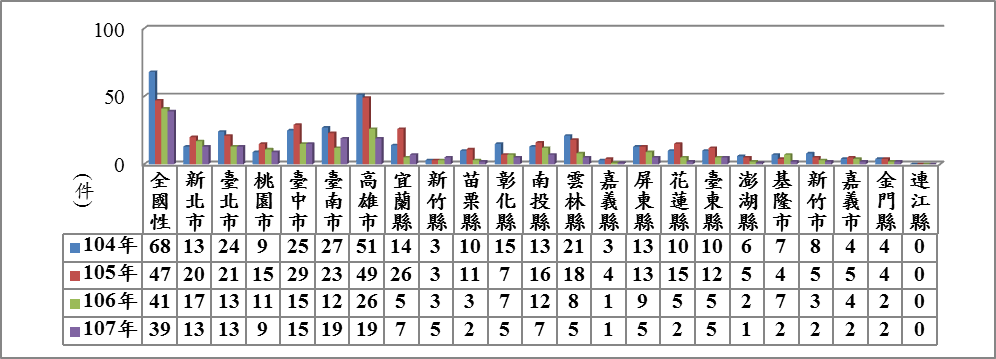 100
50
0
(件)
全國性 新北市 臺北市 桃園市 臺中市 臺南市 高雄市 宜蘭縣 新竹縣 苗栗縣 彰化縣 南投縣 雲林縣 嘉義縣 屏東縣 花蓮縣 臺東縣 澎湖縣 基隆市 新竹市 嘉義市 金門縣 連江縣
104年 68 13 24 9 25 27 51 14 3 10 15 13 21 3 13 10 10 6 7 8 4 4 0
105年 47 20 21 15 29 23 49 26 3 11 7 16 18 4 13 15 12 5 4 5 5 4 0
106年 41 17 13 11 15 12 26 5 3 3 7 12 8 1 9 5 5 2 7 3 4 2 0
107年 39 13 13 9 15 19 19 7 5 2 5 7 5 1 5 2 5 1 2 2 2 2 0